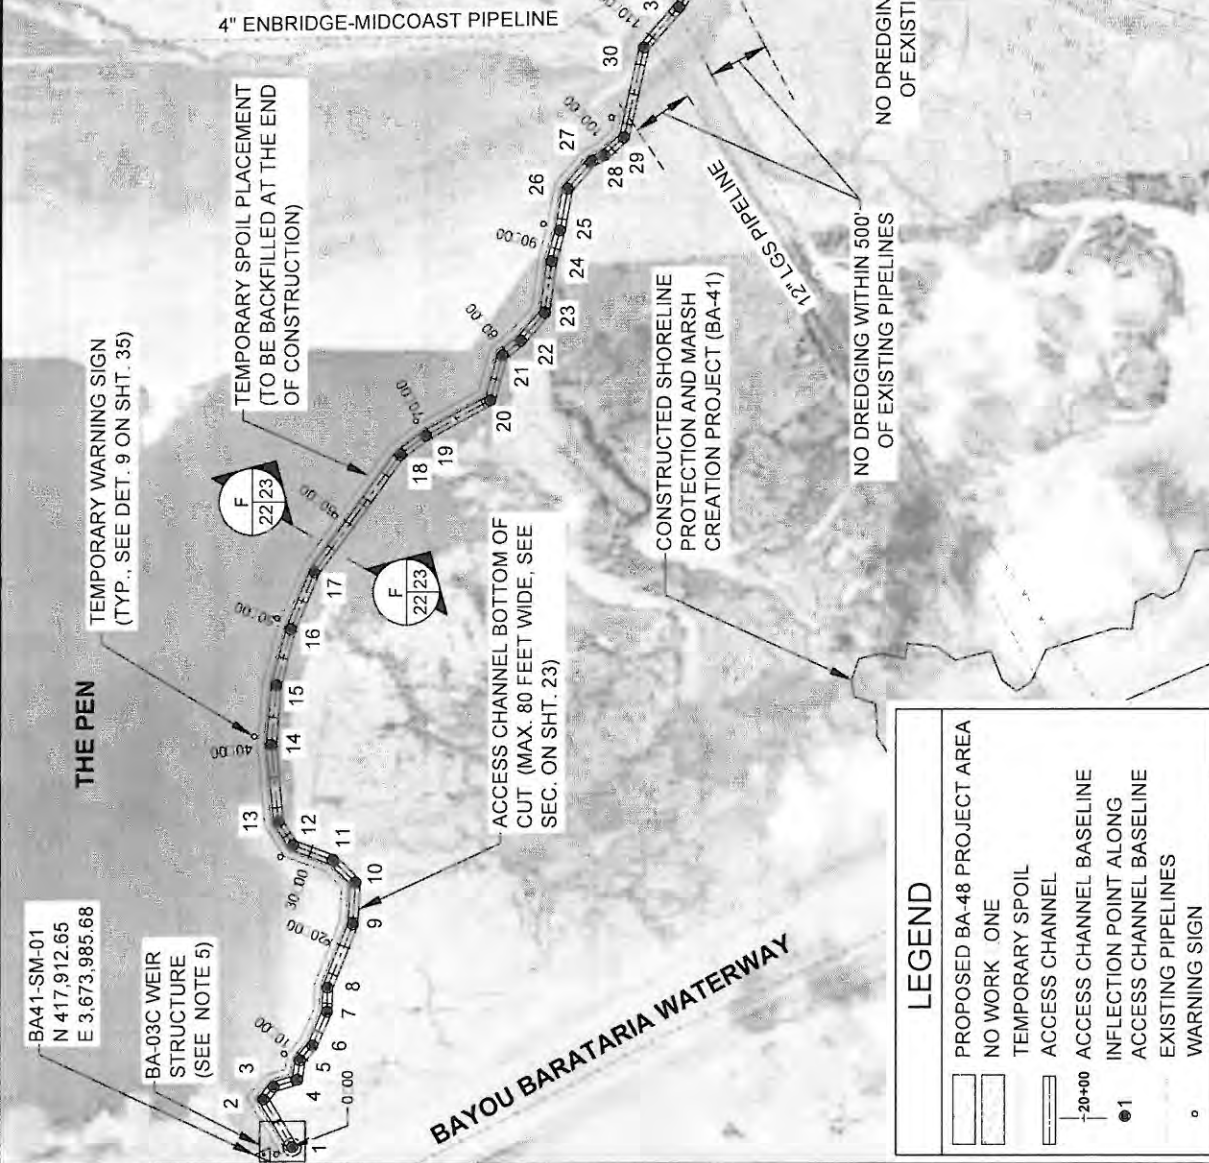 4" ENBRIDGE-MIDCOAST PIPELINE
30
110+00
NO DREDGIN
OF EXISTI
TEMPORARY SPOIL PLACEMENT
(TO BE BACKFILLED AT THE END
OF CONSTRUCTION)
TEMPORARY WARNING SIGN
(TYP., SEE DET. 9 ON SHT. 35)
THE PEN
BA41-SM-01
N 417,912.65
E 3,673,985.68
BA-03C WEIR
STRUCTURE
(SEE NOTE 5)
1
2
3
4
5
6
7
8
9
10
11
12
13
14
15
16
17
18
19
20
21
22
23
24
25
26
27
28
29
0+00
10+00
20+00
30+00
40+00
50+00
60+00
70+00
80+00
90+00
100+00
F
22 23
F
22 23
12" LGS PIPELINE
NO DREDGING WITHIN 500'
OF EXISTING PIPELINES
CONSTRUCTED SHORELINE
PROTECTION AND MARSH
CREATION PROJECT (BA-41)
ACCESS CHANNEL BOTTOM OF
CUT (MAX. 80 FEET WIDE, SEE
SEC. ON SHT. 23)
BAYOU BARATARIA WATERWAY
LEGEND
PROPOSED BA-48 PROJECT AREA
NO WORK ONE
TEMPORARY SPOIL
ACCESS CHANNEL
20+00 ACCESS CHANNEL BASELINE
1 INFLECTION POINT ALONG
ACCESS CHANNEL BASELINE
EXISTING PIPELINES
WARNING SIGN